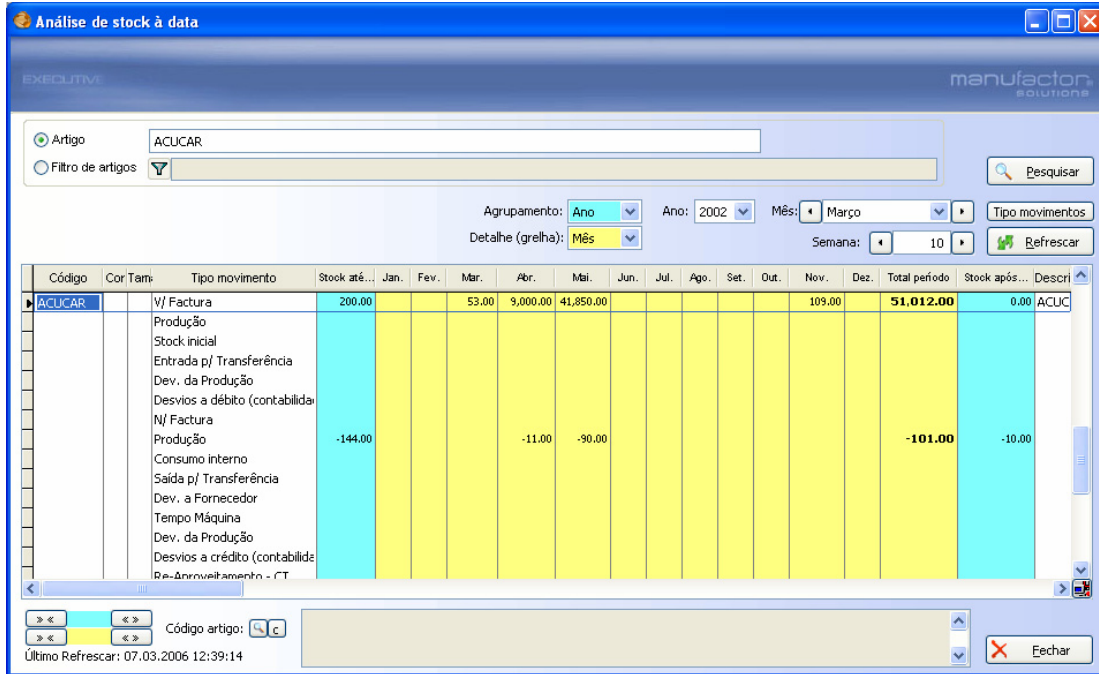 Análise de stock à data
EXECUTIVE
manufactor
SOLUTIONS
Artigo ACUCAR
Filtro de artigos
Pesquisar
Agrupamento: Ano Ano: 2002 Mês: Março Tipo movimentos
Detalhe (grelha): Mês Semana: 10 Refrescar
Código Cor Tam Tipo movimento Stock até... Jan. Fev. Mar. Abr. Mai. Jun. Jul. Ago. Set. Out. Nov. Dez. Total período Stock após... Descri
ACUCAR V/ Factura 200.00 53.00 9,000.00 41,850.00 109.00 51,012.00 0.00 ACUC
Produção
Stock inicial
Entrada p/ Transferência
Dev. da Produção
Desvios a débito (contabilida
N/ Factura
Produção -144.00 -11.00 -90.00 -101.00 -10.00
Consumo interno
Saída p/ Transferência
Dev. a Fornecedor
Tempo Máquina
Dev. da Produção
Desvios a crédito (contabilida
Re-Aproveitamento - CT
» « « »
» « « »
Código artigo: c
Último Refrescar: 07.03.2006 12:39:14
Fechar